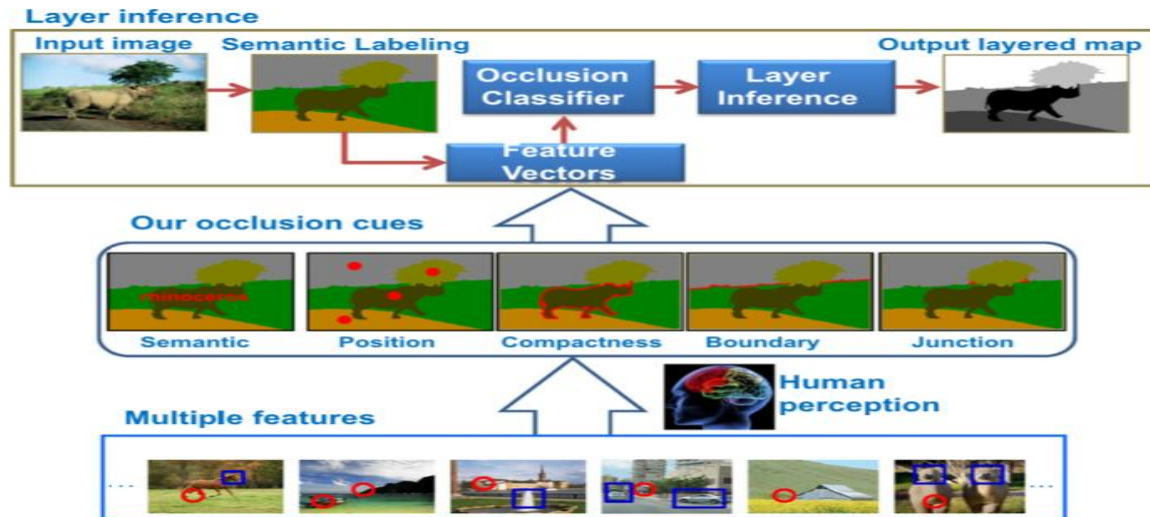 Layer inference
Input image
Semantic Labeling
Occlusion
Classifier
Layer
Inference
Output layered map
Feature
Vectors
Our occlusion cues
rhinoceros
Semantic
Position
Compactness
Boundary
Junction
Human
perception
Multiple features
...
...